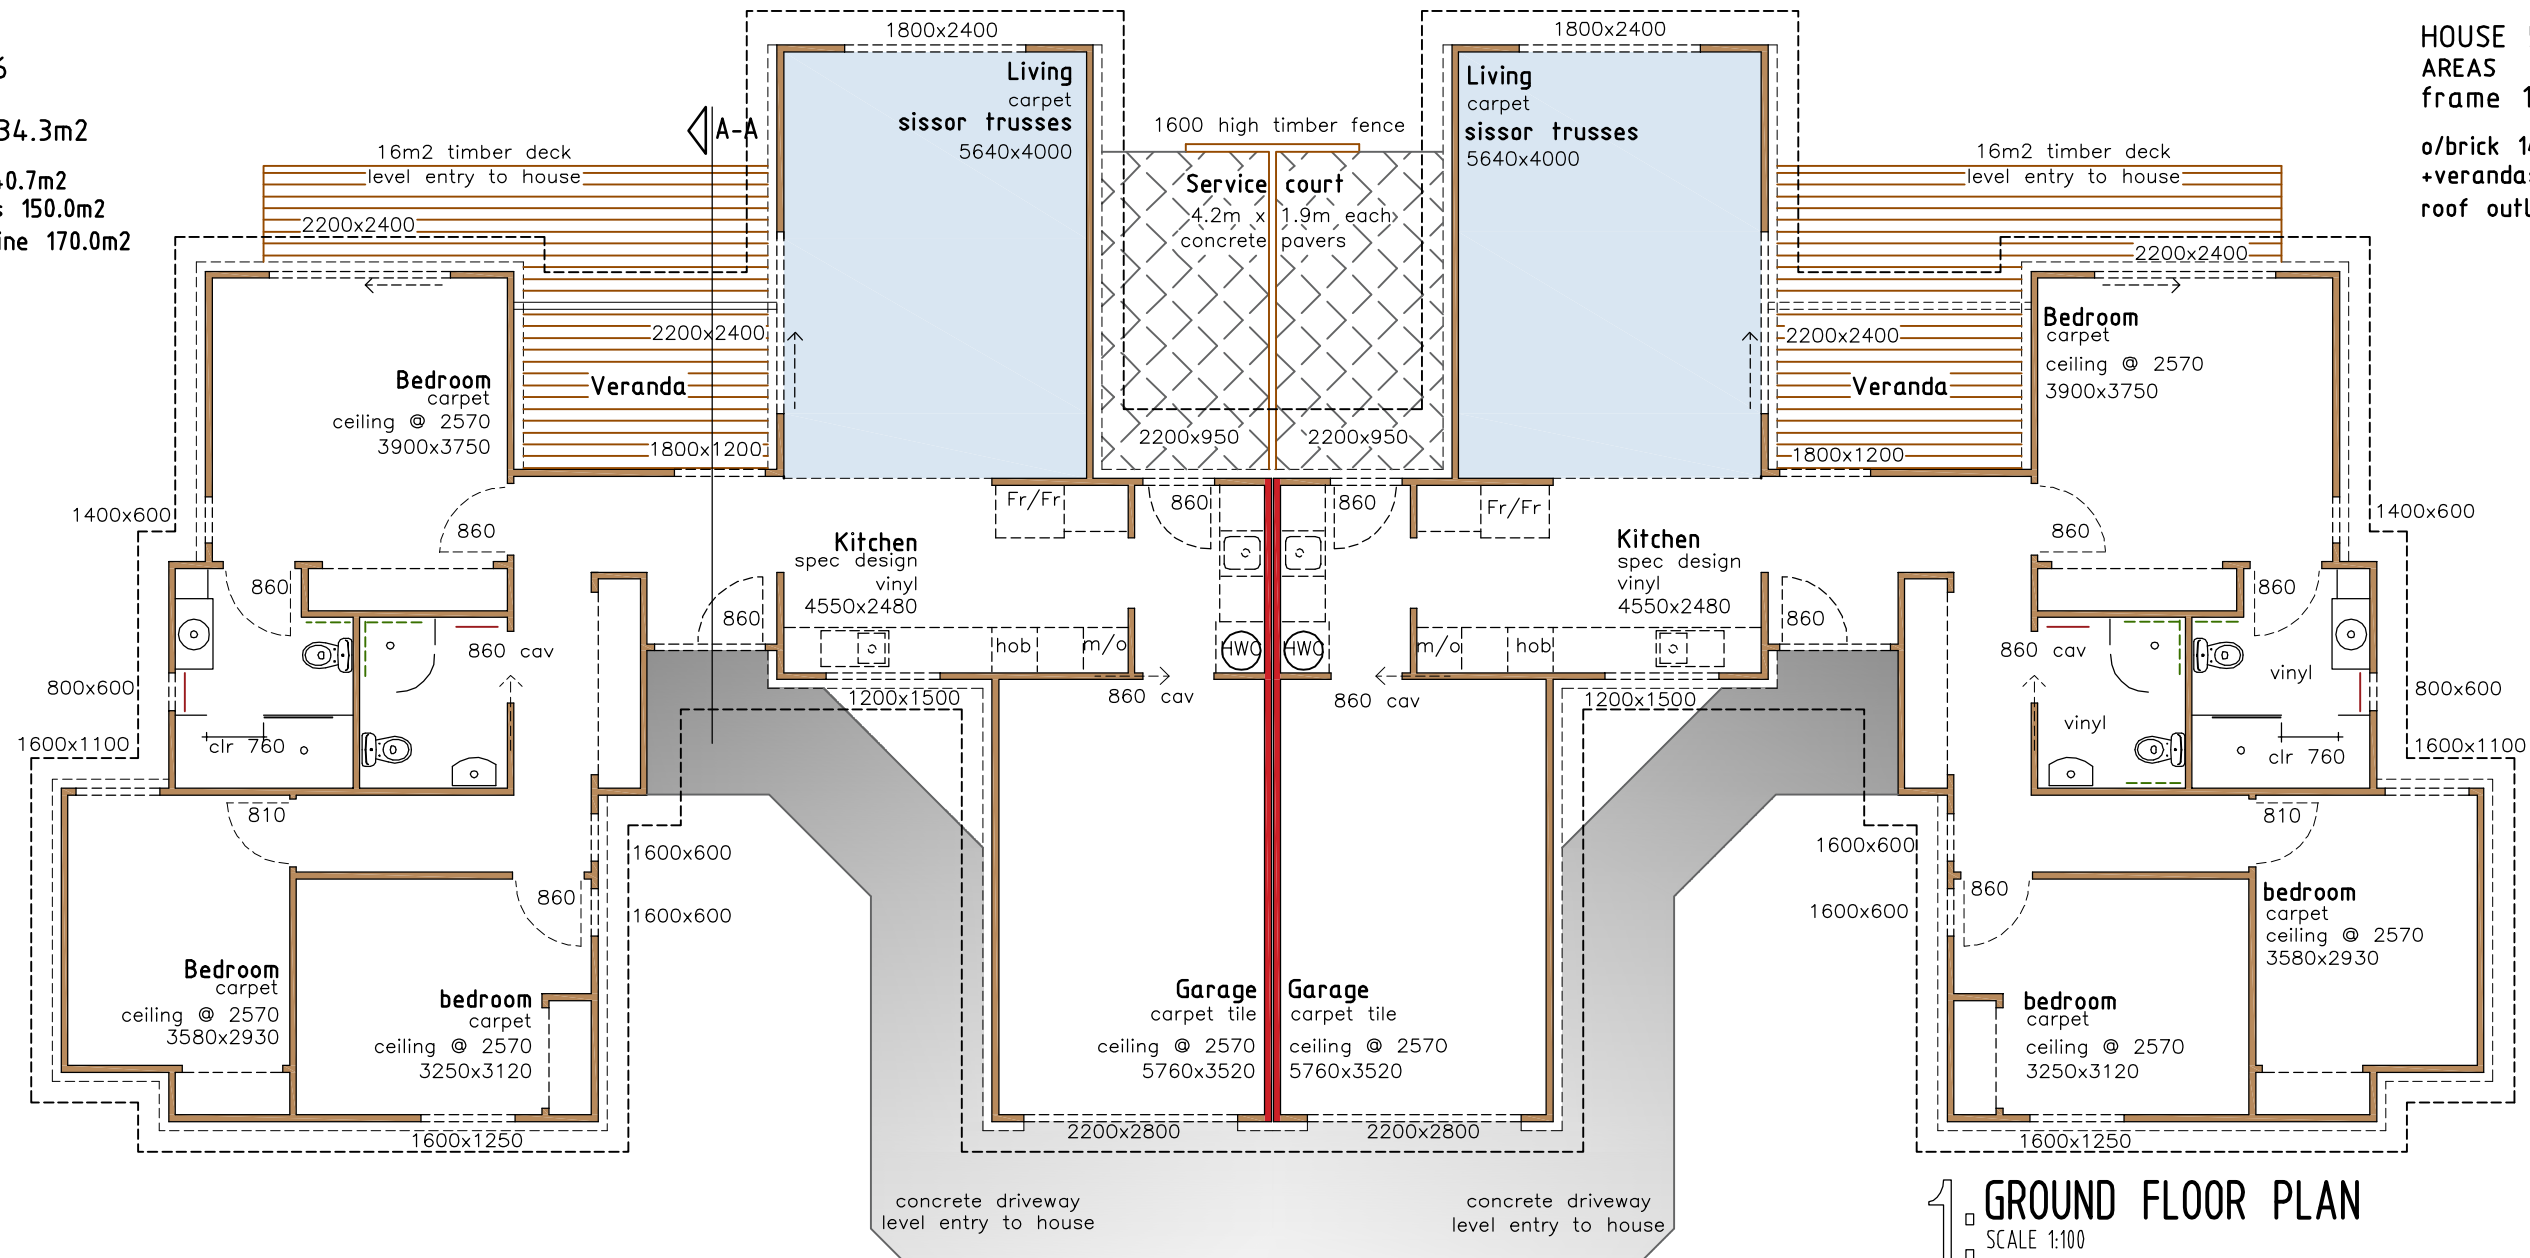 6
34.3m2
40.7m2
s 150.0m2
ine 170.0m2
HOUSE
AREAS
frame 1
o/brick 14
+veranda
roof outl
1800x2400
Living
carpet
sissor trusses
5640x4000
A-A
16m2 timber deck
level entry to house
2200x2400
2200x2400
Veranda
1800x1200
Bedroom
carpet
ceiling @ 2570
3900x3750
1400x600
860
860
860
860 cav
800x600
1600x1100
clr 760
810
860
1600x600
1600x600
Bedroom
carpet
ceiling @ 2570
3580x2930
bedroom
carpet
ceiling @ 2570
3250x3120
1600x1250
Fr/Fr
Kitchen
spec design
vinyl
4550x2480
hob
m/o
HWC
860
860 cav
1200x1500
1600 high timber fence
Service court
4.2m x 1.9m each
concrete pavers
2200x950
2200x950
Garage
carpet tile
ceiling @ 2570
5760x3520
2200x2800
concrete driveway
level entry to house
1800x2400
Living
carpet
sissor trusses
5640x4000
16m2 timber deck
level entry to house
2200x2400
2200x2400
Veranda
1800x1200
Bedroom
carpet
ceiling @ 2570
3900x3750
1400x600
860
860
Fr/Fr
Kitchen
spec design
vinyl
4550x2480
860
860
HWC
m/o
hob
860 cav
1200x1500
860 cav
vinyl
vinyl
800x600
1600x1100
clr 760
810
860
1600x600
1600x600
bedroom
carpet
ceiling @ 2570
3580x2930
bedroom
carpet
ceiling @ 2570
3250x3120
1600x1250
Garage
carpet tile
ceiling @ 2570
5760x3520
2200x2800
concrete driveway
level entry to house
1: GROUND FLOOR PLAN
SCALE 1:100